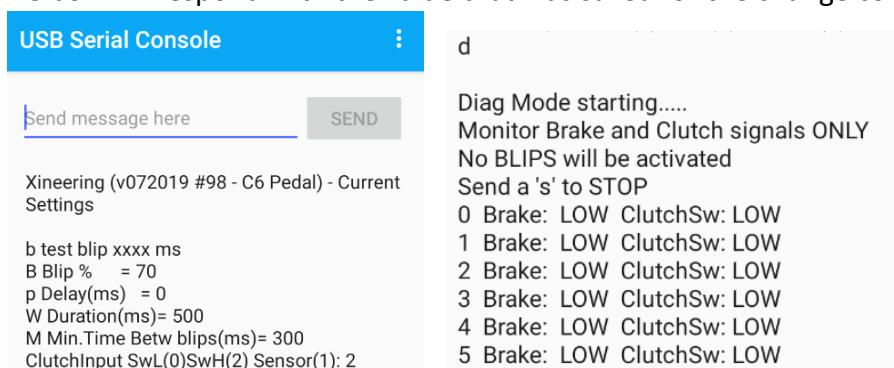 USB Serial Console
Send message here
SEND
Xineering (v072019 #98 - C6 Pedal) - Current
Settings
b test blip xxxx ms
B Blip % = 70
p Delay(ms) = 0
W Duration(ms)= 500
M Min.Time Betw blips(ms)= 300
ClutchInput SwL(0)SwH(2) Sensor(1): 2
d
Diag Mode starting.....
Monitor Brake and Clutch signals ONLY
No BLIPS will be activated
Send a 's' to STOP
0 Brake: LOW ClutchSw: LOW
1 Brake: LOW ClutchSw: LOW
2 Brake: LOW ClutchSw: LOW
3 Brake: LOW ClutchSw: LOW
4 Brake: LOW ClutchSw: LOW
5 Brake: LOW ClutchSw: LOW